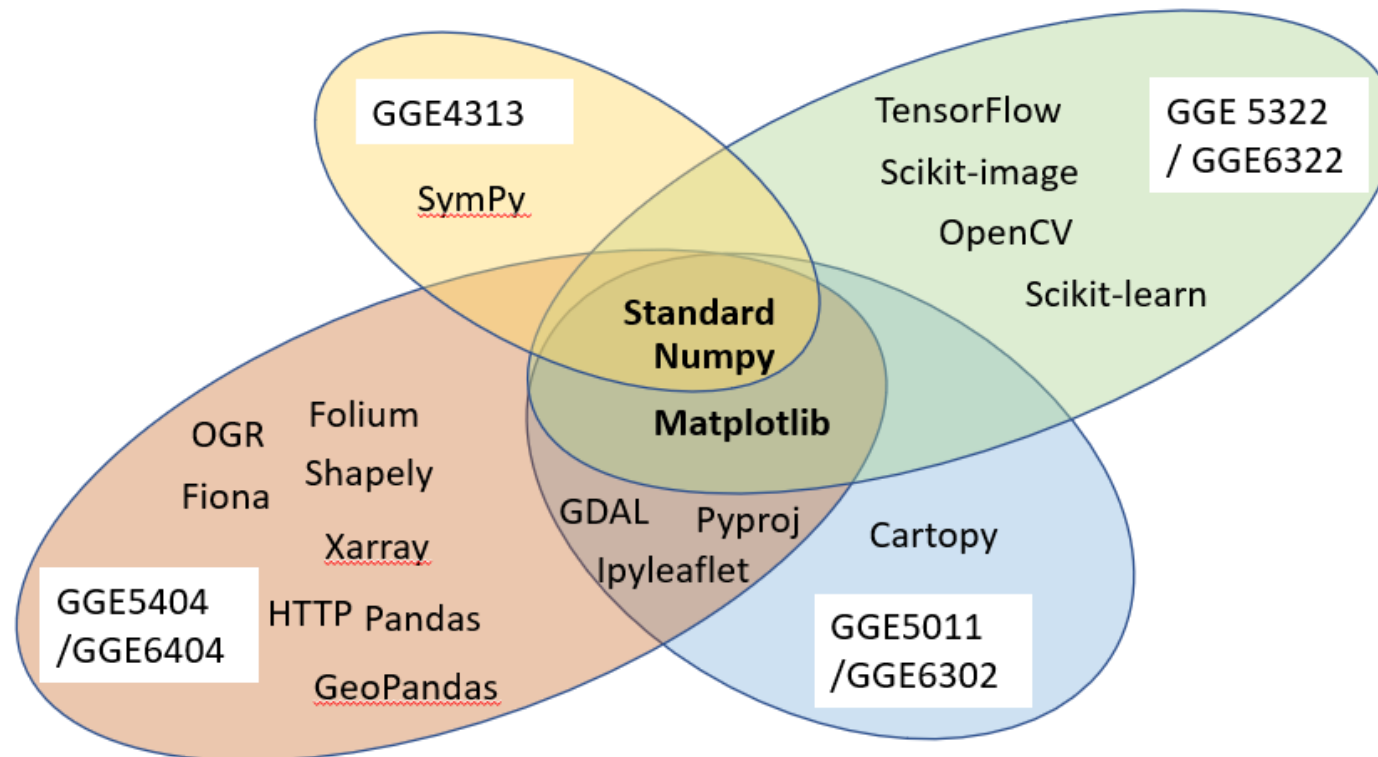 GGE4313
SymPy
TensorFlow
Scikit-image
OpenCV
Scikit-learn
GGE 5322
/ GGE6322
Standard
Numpy
Matplotlib
OGR
Folium
Fiona
Shapely
Xarray
HTTP
Pandas
GeoPandas
GGE5404
/GGE6404
GDAL
Pyproj
Ipyleaflet
Cartopy
GGE5011
/GGE6302